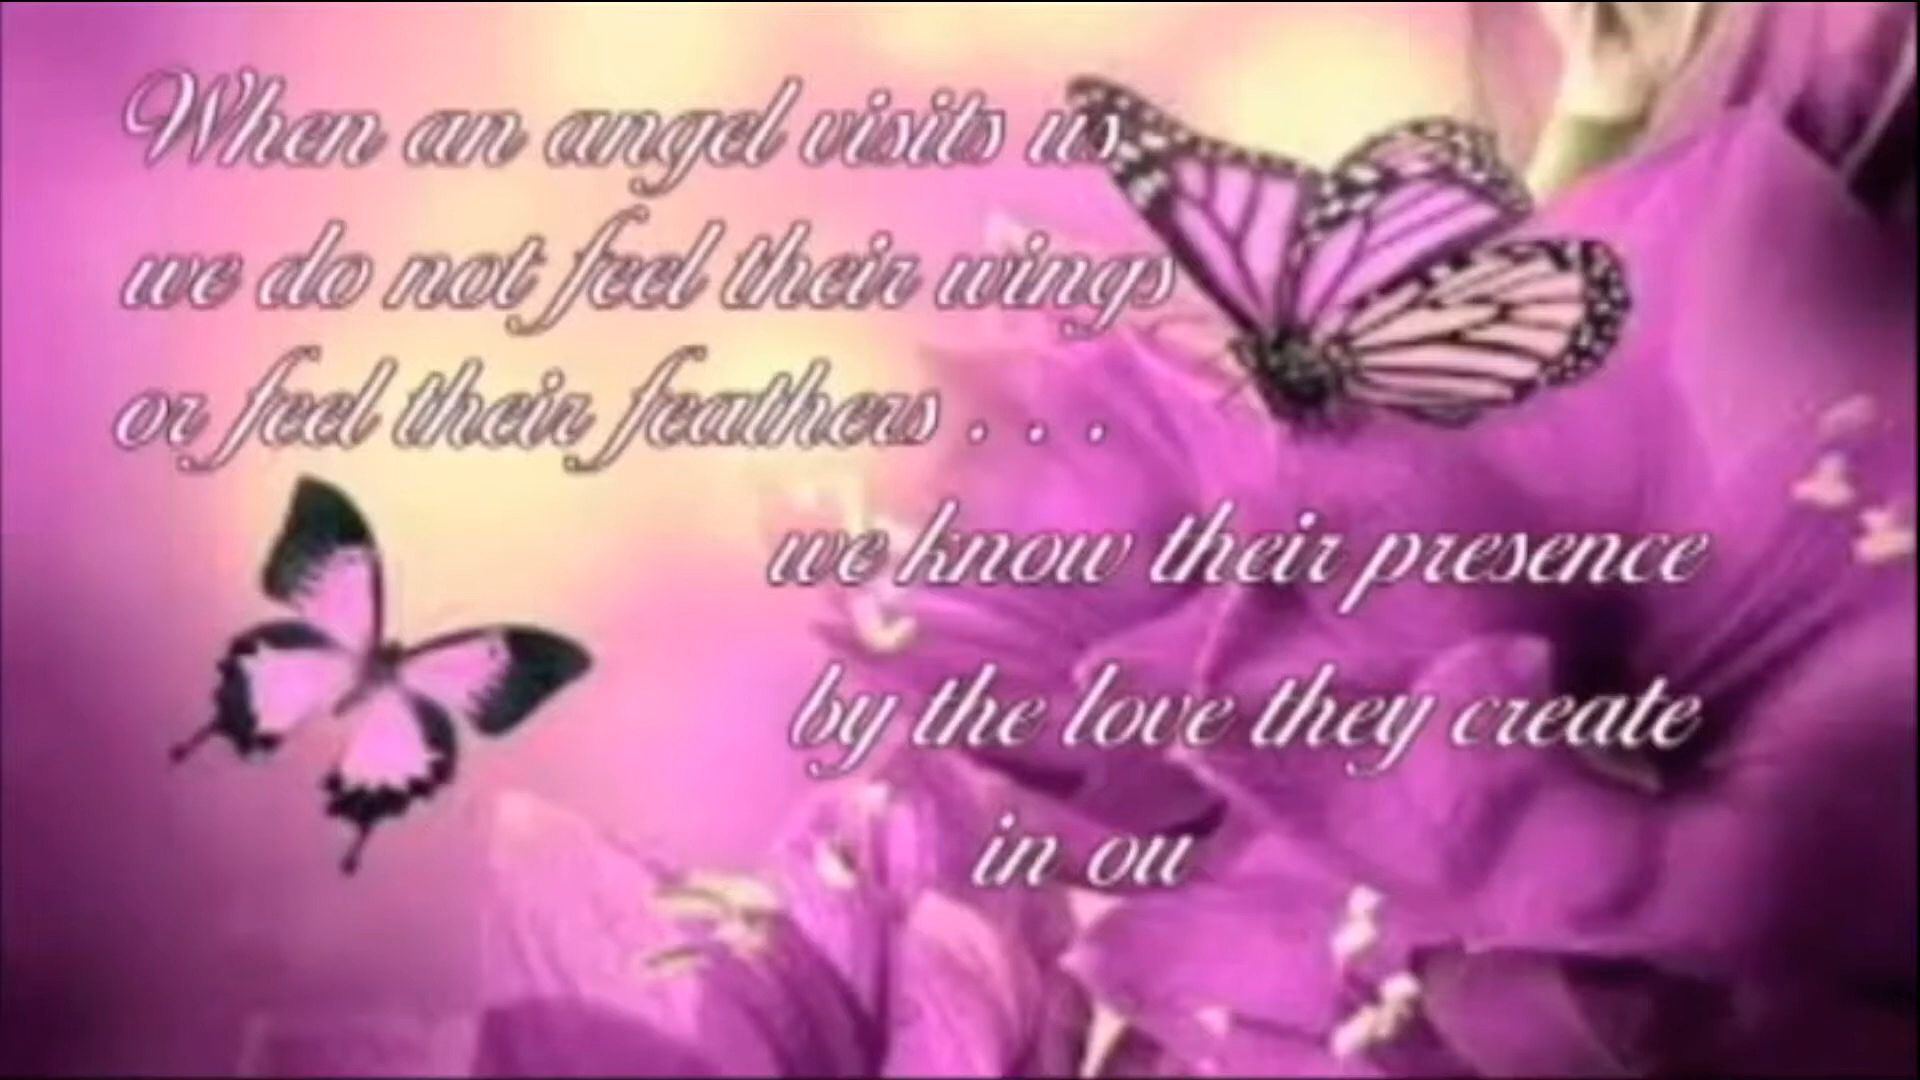 When an angel visits us,
we do not feel their wings
or feel their feathers . . .
we know their presence
by the love they create
in ou